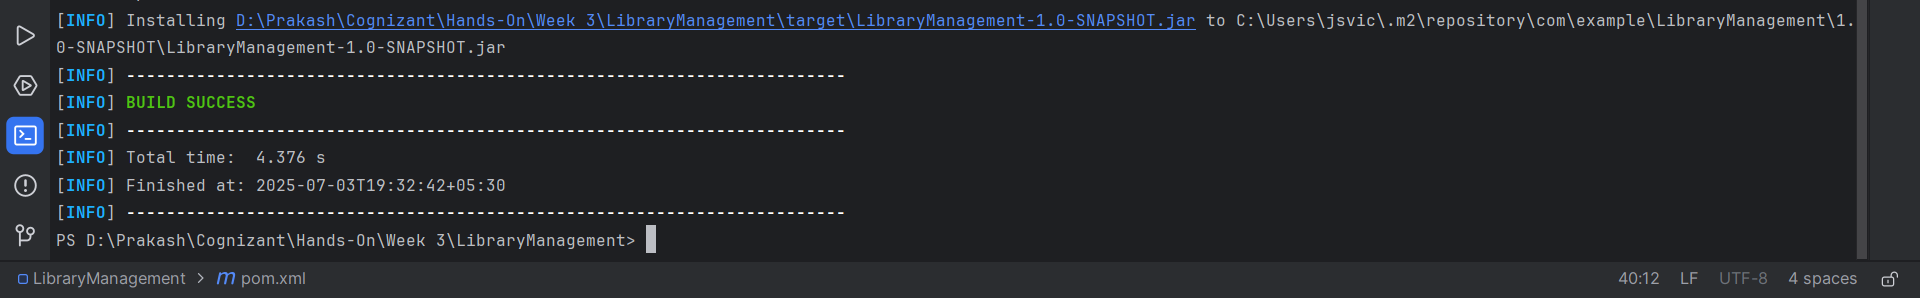 [INFO] Installing D:\Prakash\Cognizant\Hands-On\Week 3\LibraryManagement\target\LibraryManagement-1.0-SNAPSHOT.jar to C:\Users\jsvic\.m2\repository\com\example\LibraryManagement\1.
0-SNAPSHOT\LibraryManagement-1.0-SNAPSHOT.jar
[INFO] ------------------------------------------------------------------------
[INFO] BUILD SUCCESS
[INFO] ------------------------------------------------------------------------
[INFO] Total time:  4.376 s
[INFO] Finished at: 2025-07-03T19:32:42+05:30
[INFO] ------------------------------------------------------------------------
PS D:\Prakash\Cognizant\Hands-On\Week 3\LibraryManagement>
LibraryManagement > m pom.xml 40:12 LF UTF-8 4 spaces